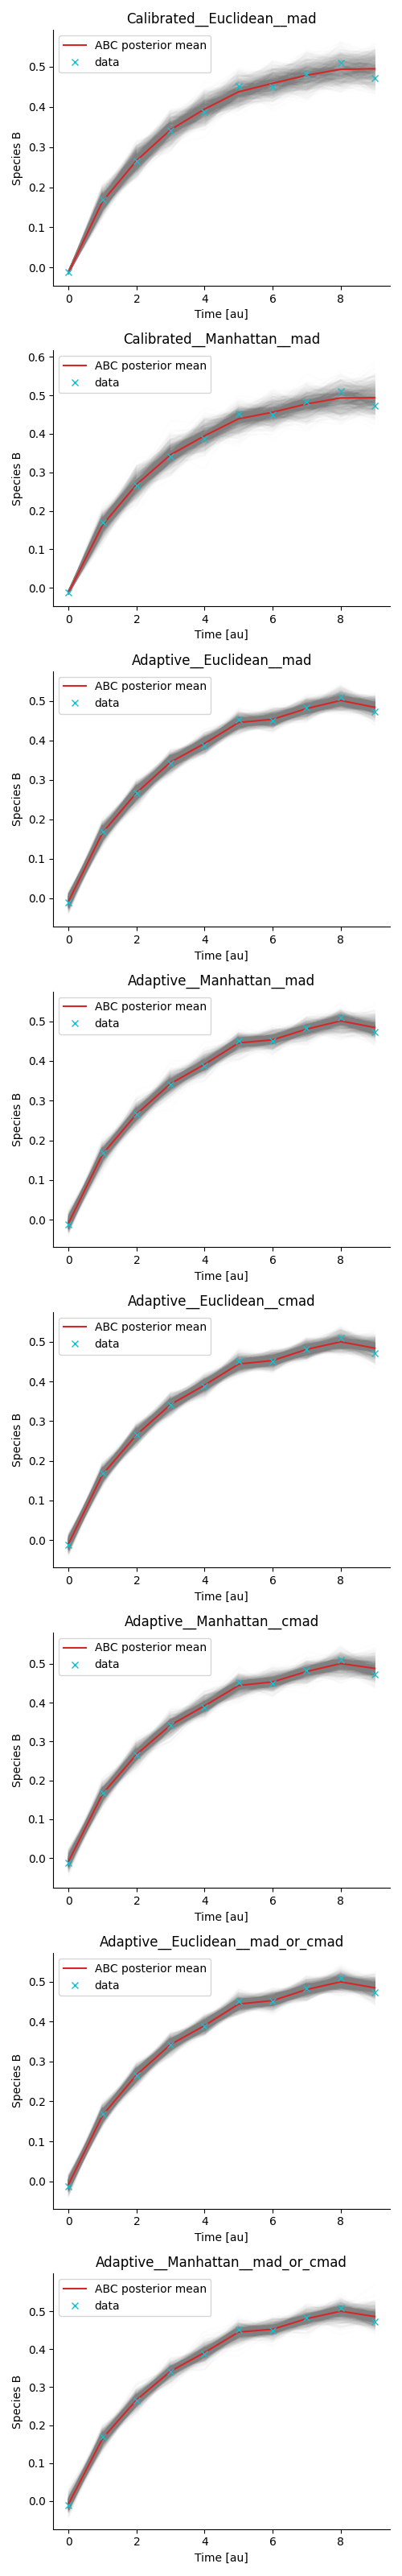 Calibrated__Euclidean__mad
ABC posterior mean
data
0.5
0.4
0.3
0.2
0.1
0.0
Species B
0 2 4 6 8
Time [au]
Calibrated__Manhattan__mad
ABC posterior mean
data
0.6
0.5
0.4
0.3
0.2
0.1
0.0
Species B
0 2 4 6 8
Time [au]
Adaptive__Euclidean__mad
ABC posterior mean
data
0.5
0.4
0.3
0.2
0.1
0.0
Species B
0 2 4 6 8
Time [au]
Adaptive__Manhattan__mad
ABC posterior mean
data
0.5
0.4
0.3
0.2
0.1
0.0
Species B
0 2 4 6 8
Time [au]
Adaptive__Euclidean__cmad
ABC posterior mean
data
0.5
0.4
0.3
0.2
0.1
0.0
Species B
0 2 4 6 8
Time [au]
Adaptive__Manhattan__cmad
ABC posterior mean
data
0.5
0.4
0.3
0.2
0.1
0.0
Species B
0 2 4 6 8
Time [au]
Adaptive__Euclidean__mad_or_cmad
ABC posterior mean
data
0.5
0.4
0.3
0.2
0.1
0.0
Species B
0 2 4 6 8
Time [au]
Adaptive__Manhattan__mad_or_cmad
ABC posterior mean
data
0.5
0.4
0.3
0.2
0.1
0.0
Species B
0 2 4 6 8
Time [au]